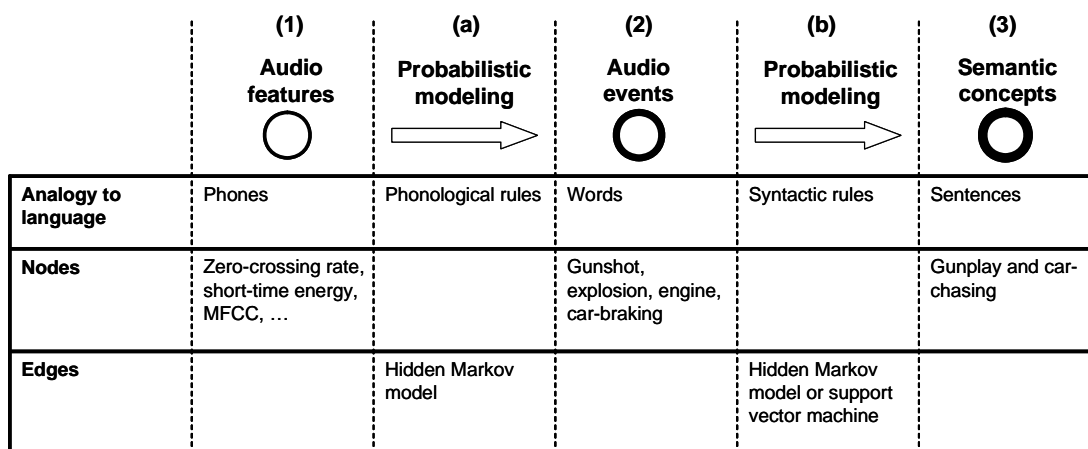 (1) (a) (2) (b) (3)
Audio features
Probabilistic modeling
Audio events
Probabilistic modeling
Semantic concepts
Analogy to language
Phones
Phonological rules
Words
Syntactic rules
Sentences
Nodes
Zero-crossing rate,
short-time energy,
MFCC, …
Gunshot,
explosion, engine,
car-braking
Gunplay and car-
chasing
Edges
Hidden Markov
model
Hidden Markov
model or support
vector machine